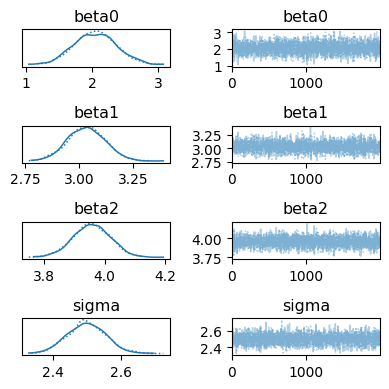 beta0 beta0
3
2
1
1 2 3 0 1000
beta1 beta1
3.25
3.00
2.75
2.75 3.00 3.25 0 1000
beta2 beta2
4.00
3.75
3.8 4.0 4.2 0 1000
sigma sigma
2.6
2.4
2.4 2.6 0 1000